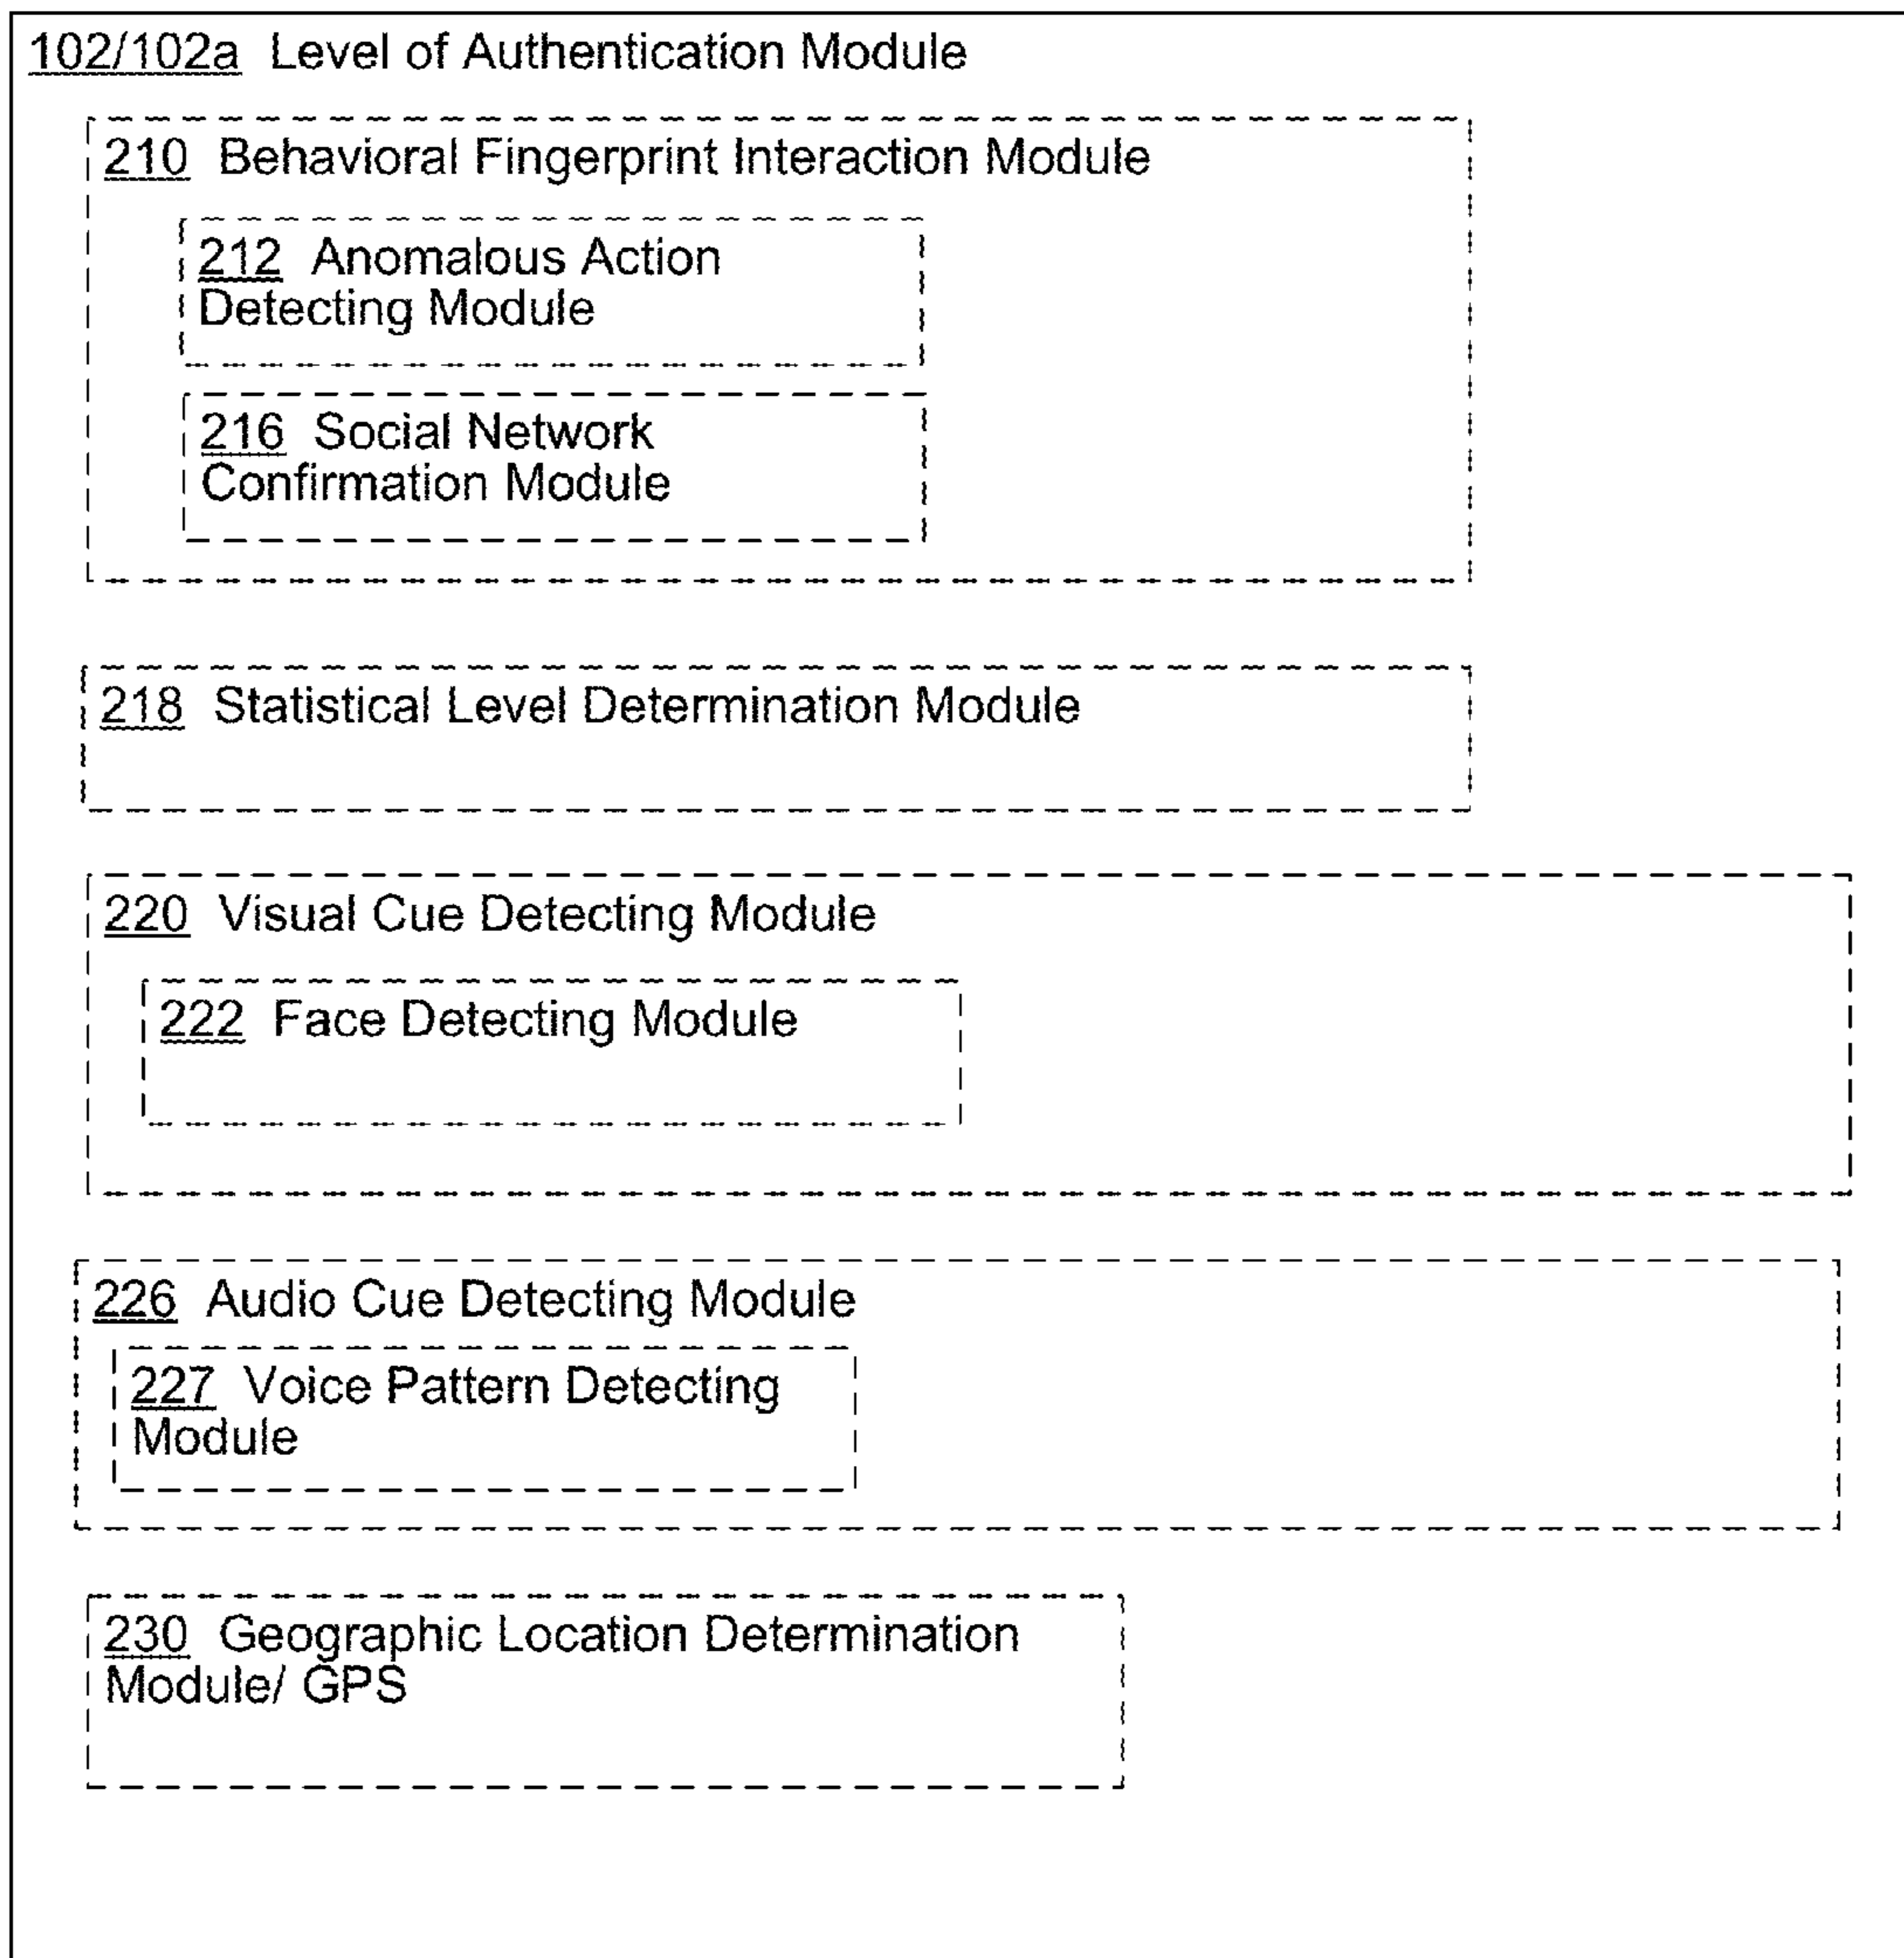 102/102a Level of Authentication Module
210 Behavioral Fingerprint Interaction Module
212 Anomalous Action
Detecting Module
216 Social Network
Confirmation Module
218 Statistical Level Determination Module
220 Visual Cue Detecting Module
222 Face Detecting Module
226 Audio Cue Detecting Module
227 Voice Pattern Detecting
Module
230 Geographic Location Determination
Module/ GPS